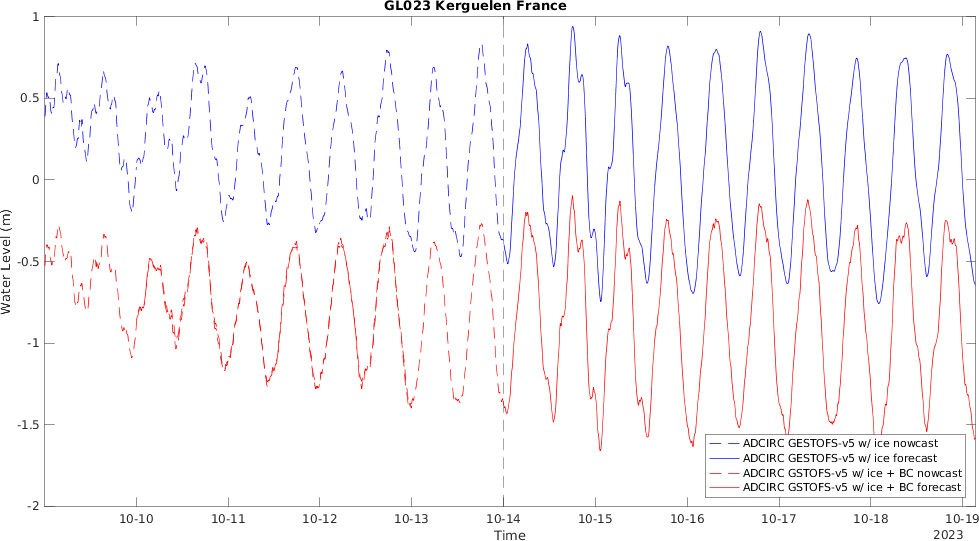 GL023 Kerguelen France
1
0.5
0
-0.5
-1
-1.5
-2
Water Level (m)
10-10
10-11
10-12
10-13
10-14
10-15
10-16
10-17
10-18
10-19
Time
2023
ADCIRC GESTOFS-v5 w/ ice nowcast
ADCIRC GESTOFS-v5 w/ ice forecast
ADCIRC GSTOFS-v5 w/ ice + BC nowcast
ADCIRC GSTOFS-v5 w/ ice + BC forecast